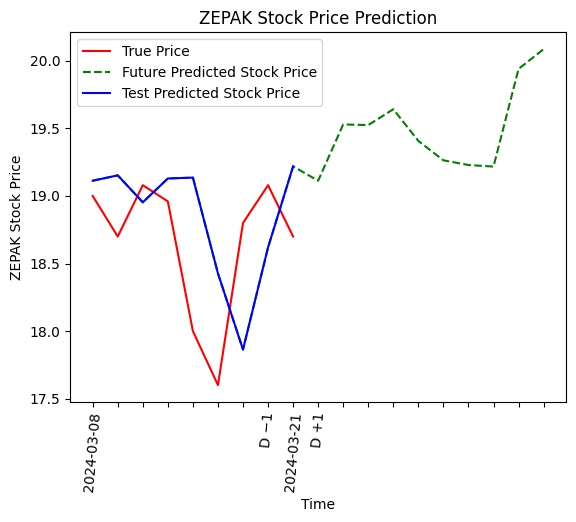 ZEPAK Stock Price Prediction
True Price
Future Predicted Stock Price
Test Predicted Stock Price
ZEPAK Stock Price
20.0
19.5
19.0
18.5
18.0
17.5
2024-03-08
D −1
2024-03-21
D +1
Time